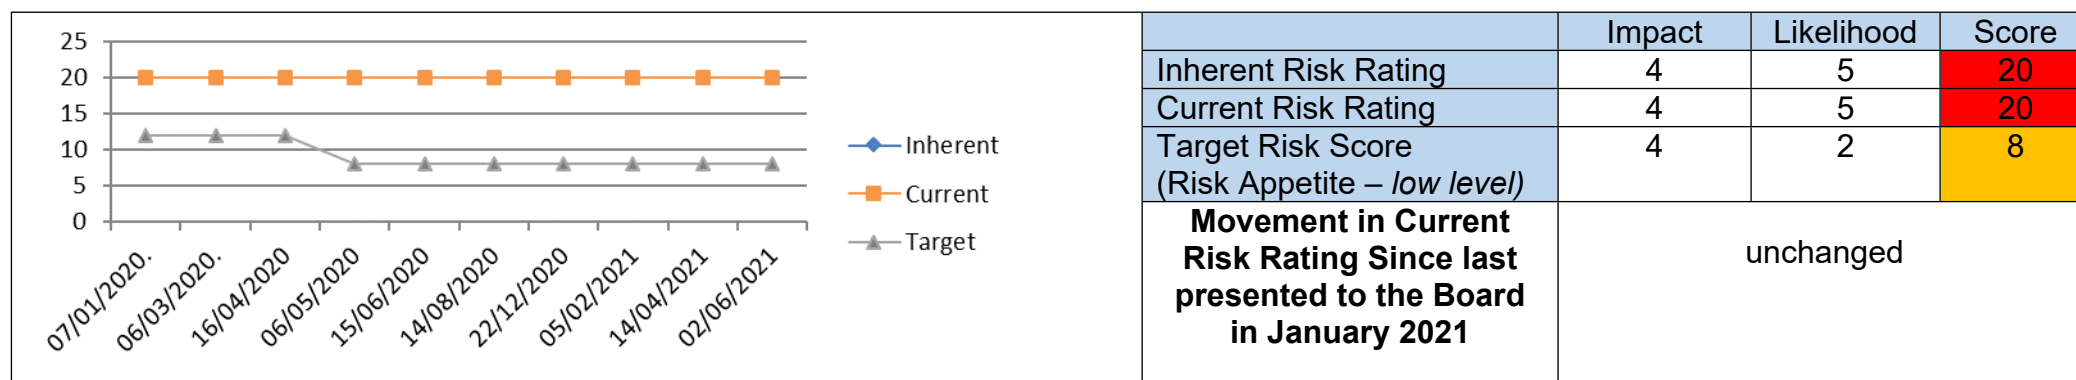 25
20
15
10
5
0
07/01/2020.
06/03/2020.
16/04/2020
06/05/2020
15/06/2020
14/08/2020
22/12/2020
05/02/2021
14/04/2021
02/06/2021
Inherent
Current
Target
Impact Likelihood Score
Inherent Risk Rating 4 5 20
Current Risk Rating 4 5 20
Target Risk Score 4 2 8
(Risk Appetite – low level)
Movement in Current
Risk Rating Since last
presented to the Board
in January 2021
unchanged